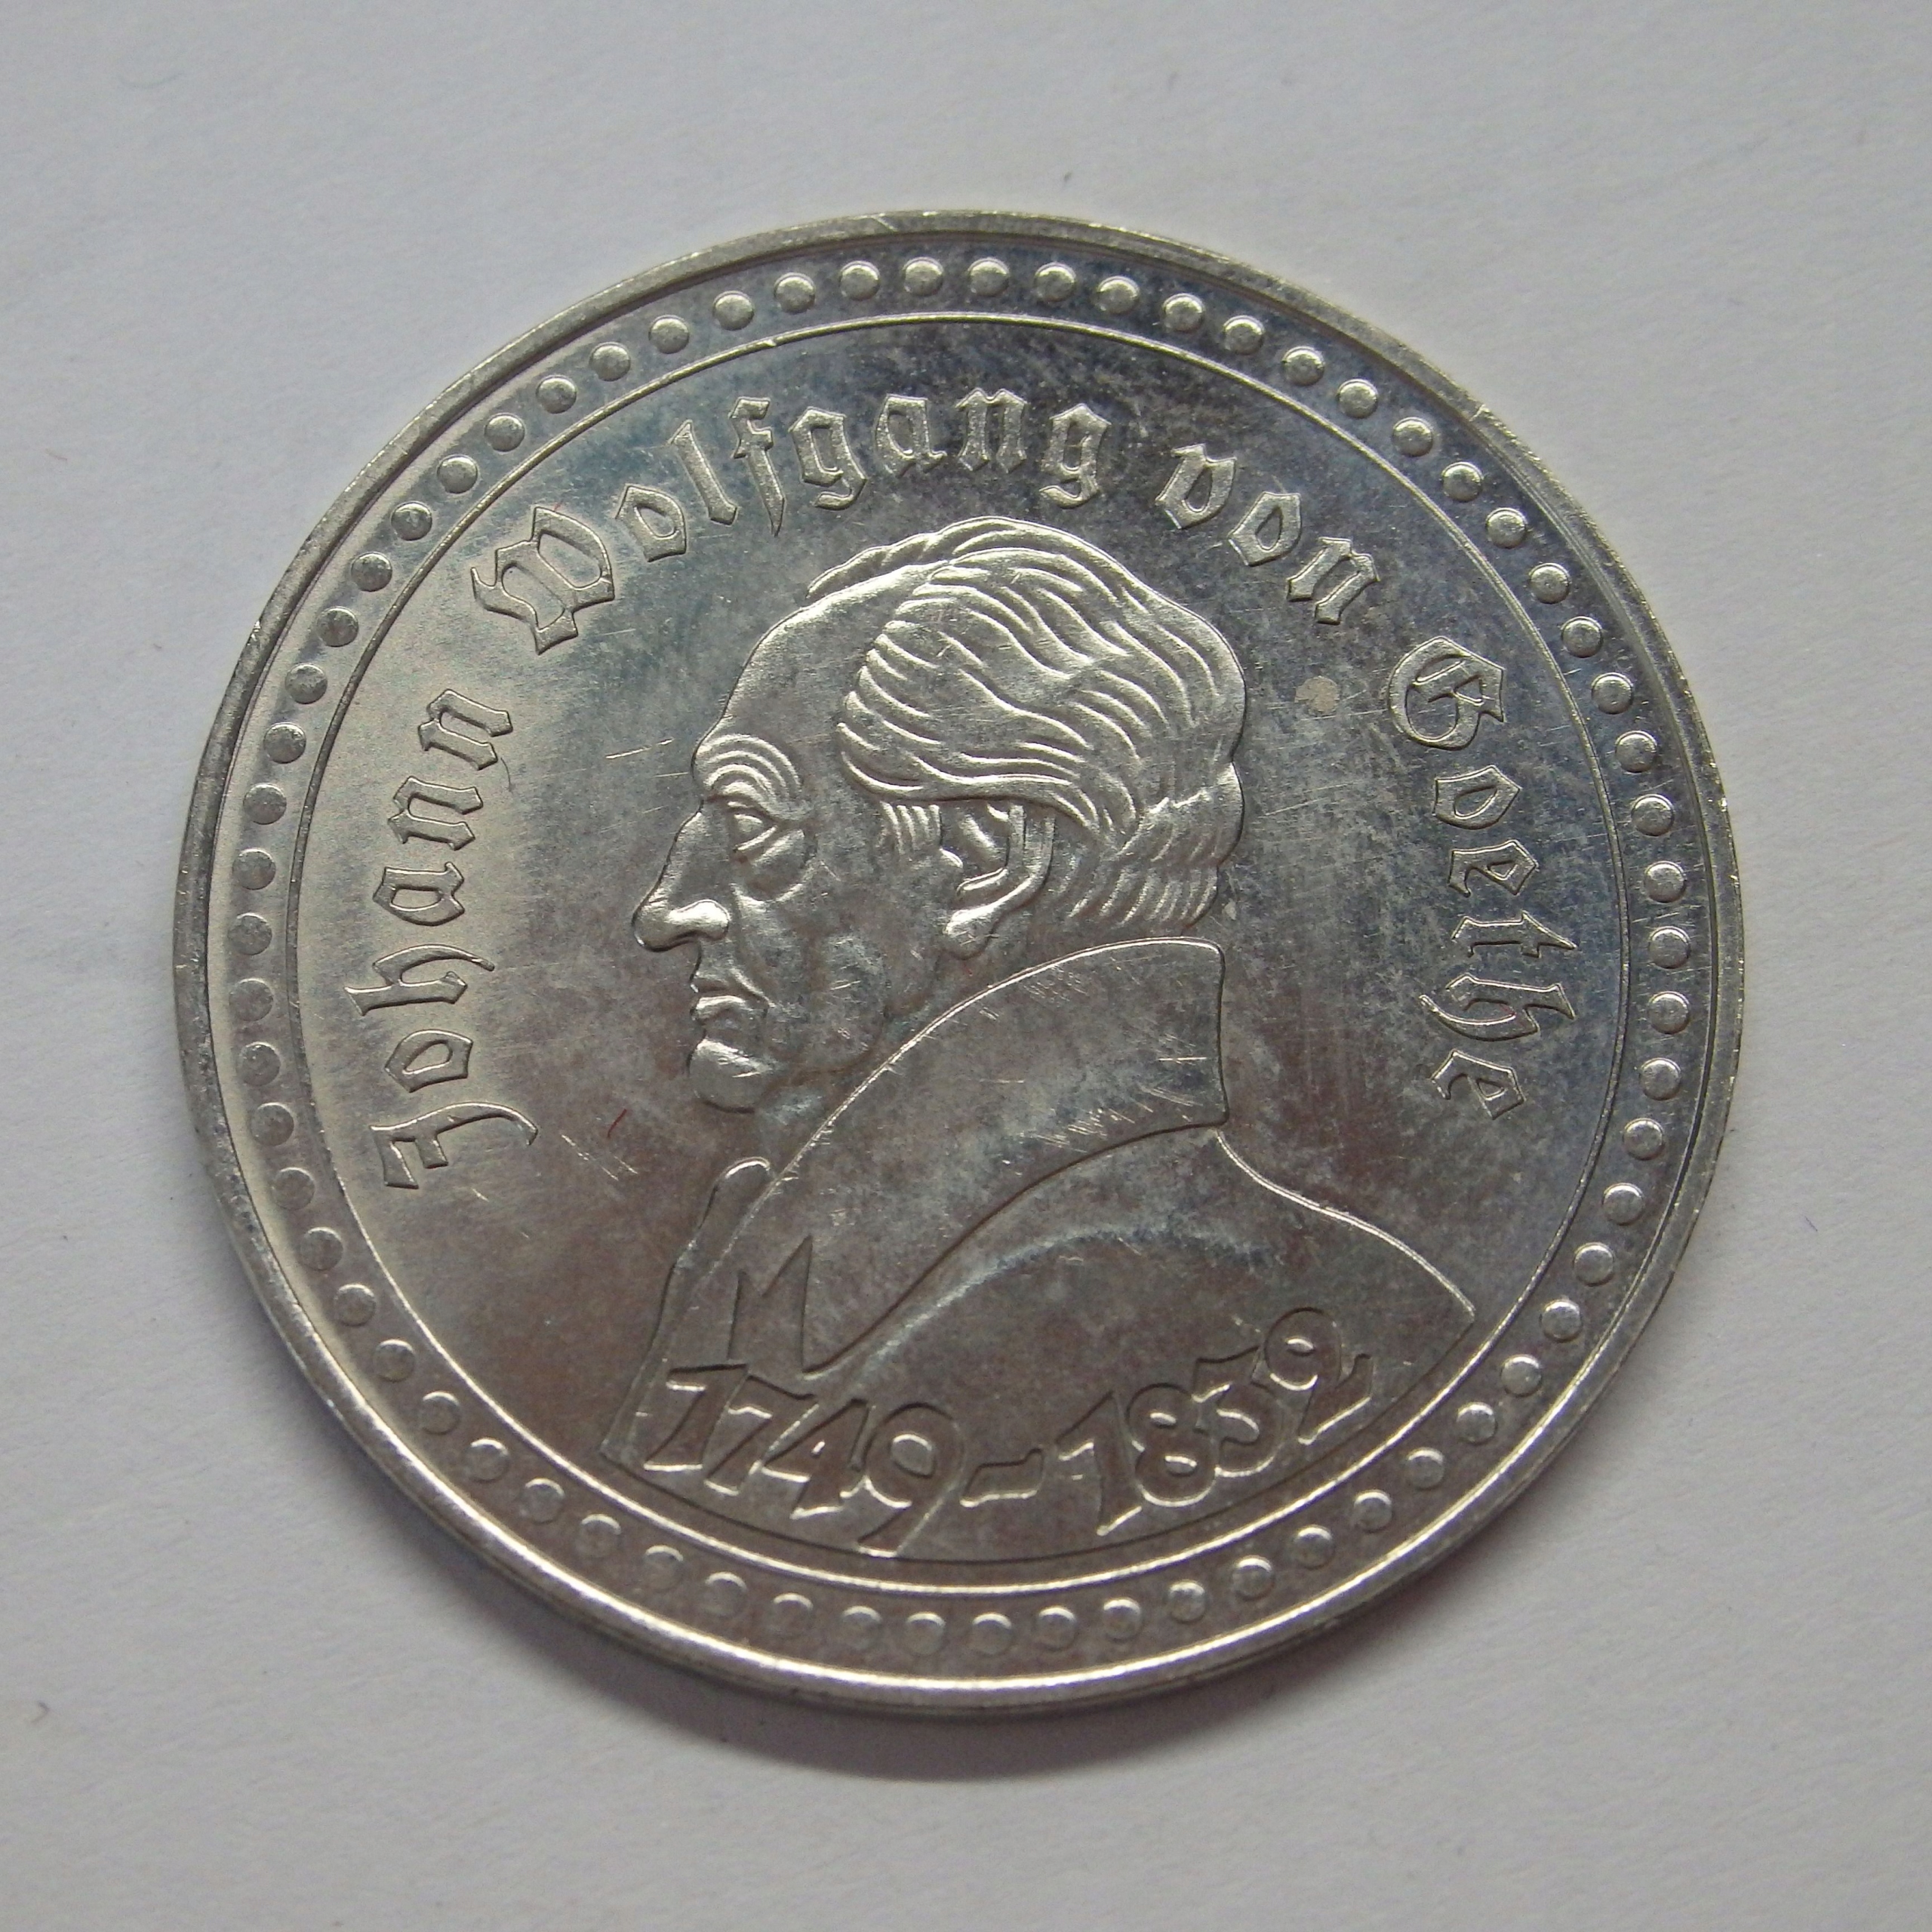 Johann Wolfgang von Goethe
M
1749-1832